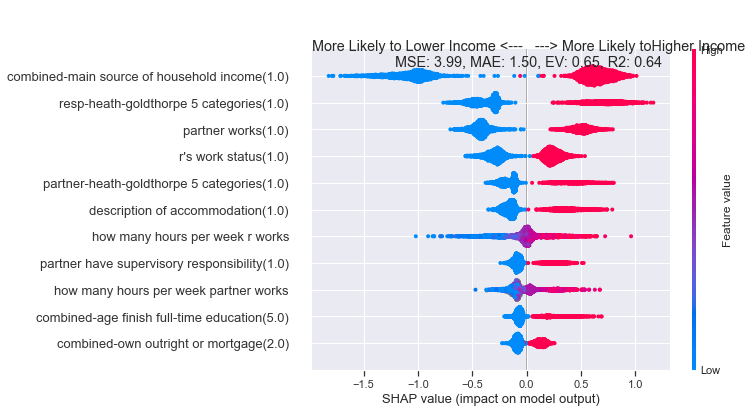 More Likely to Lower Income <--- ---> More Likely toHigher Income
MSE: 3.99, MAE: 1.50, EV: 0.65, R2: 0.64
High
combined-main source of household income(1.0)
resp-heath-goldthorpe 5 categories(1.0)
partner works(1.0)
r's work status(1.0)
partner-heath-goldthorpe 5 categories(1.0)
description of accommodation(1.0)
how many hours per week r works
partner have supervisory responsibility(1.0)
how many hours per week partner works
combined-age finish full-time education(5.0)
combined-own outright or mortgage(2.0)
Feature value
Low
−1.5 −1.0 −0.5 0.0 0.5 1.0
SHAP value (impact on model output)